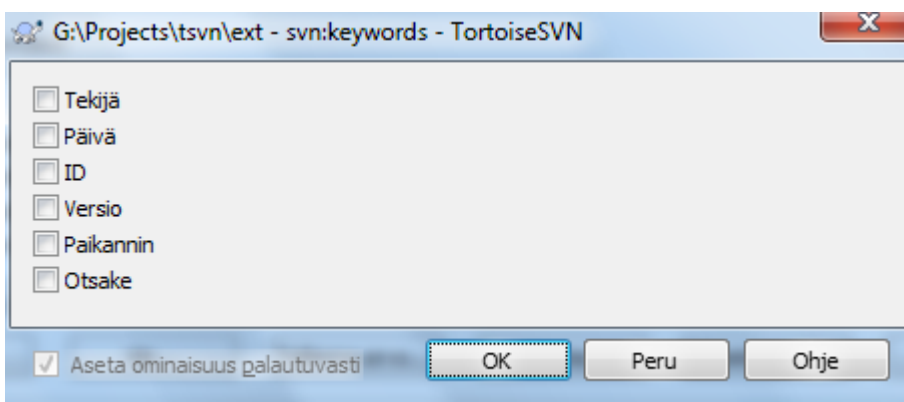 G:\Projects\tsvn\ext - svn:keywords - TortoiseSVN
Tekijä
Päivä
ID
Versio
Paikannin
Otsake
Aseta ominaisuus palautuvasti OK Peru Ohje